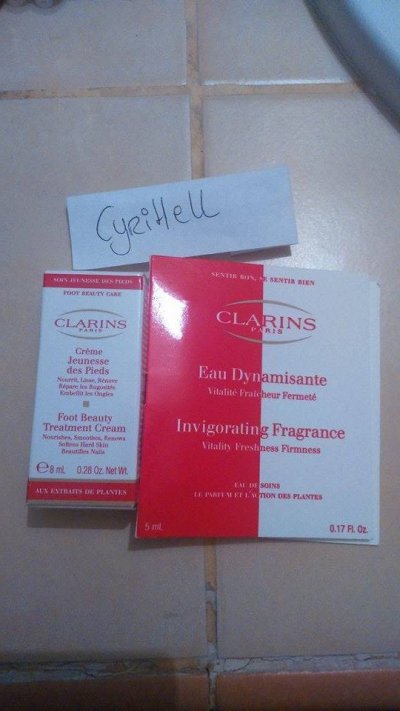 CyriHell
SOIN JEUNESSE DES PIEDS
FOOT BEAUTY CARE
CLARINS
PARIS
Crème
Jeunesse
des Pieds
Nourrit, Lisse, Rénove
Répare les Rugosités
Embellit les Ongles
Foot Beauty
Treatment Cream
Nourishes, Smoothes, Renews
Softens Hard Skin
Beautifies Nails
e 8 mL 0.28 Oz. Net Wt.
AUX EXTRAITS DE PLANTES
SENTIR BON, SE SENTIR BIEN
CLARINS
PARIS
Eau Dynamisante
Vitalité Fraîcheur Fermeté
Invigorating Fragrance
Vitality Freshness Firmness
EAU DE SOINS
LE PARFUM ET L'ACTION DES PLANTES
5 mL 0.17 Fl. Oz.